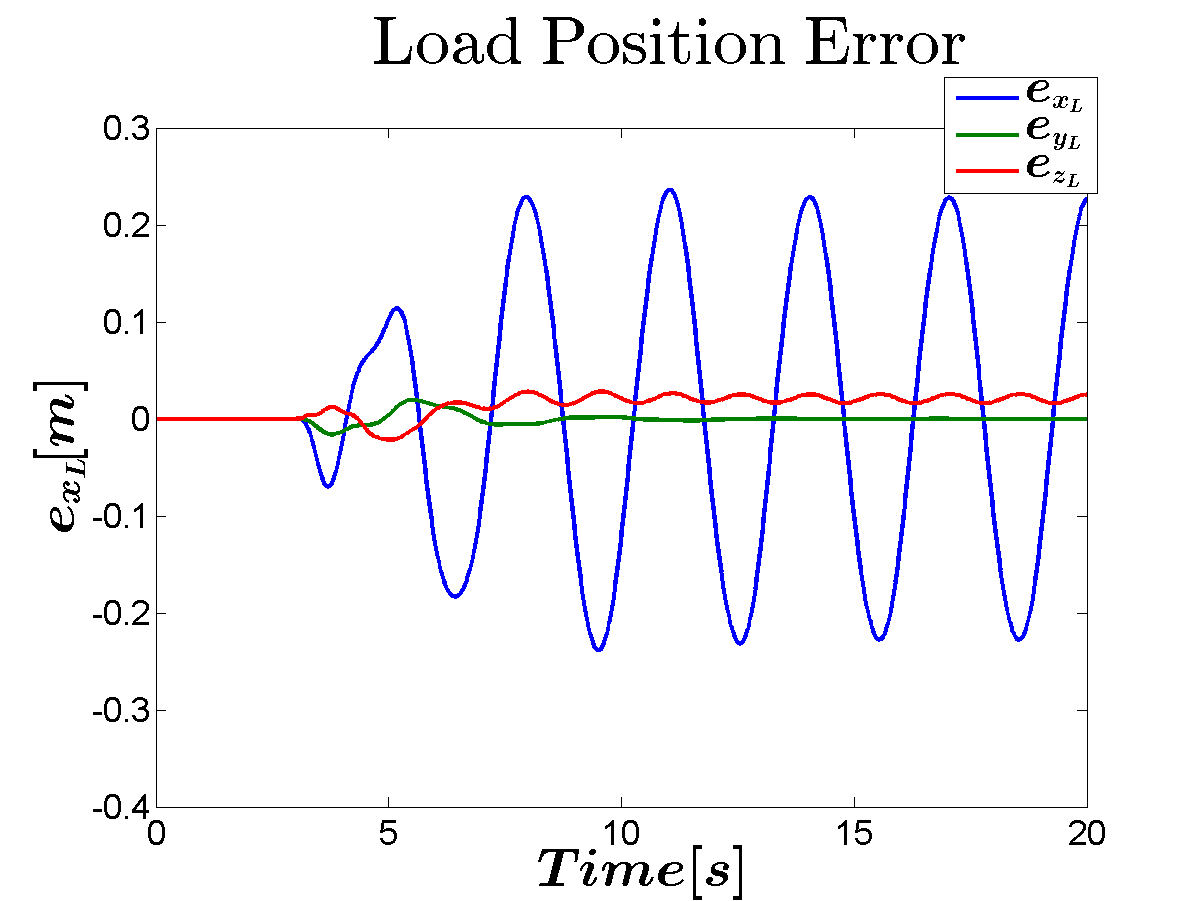 Load Position Error
e_{x_L}
e_{y_L}
e_{z_L}
0.3
0.2
0.1
0
-0.1
-0.2
-0.3
-0.4
e_{x_L}[m]
0 5 10 15 20
Time[s]